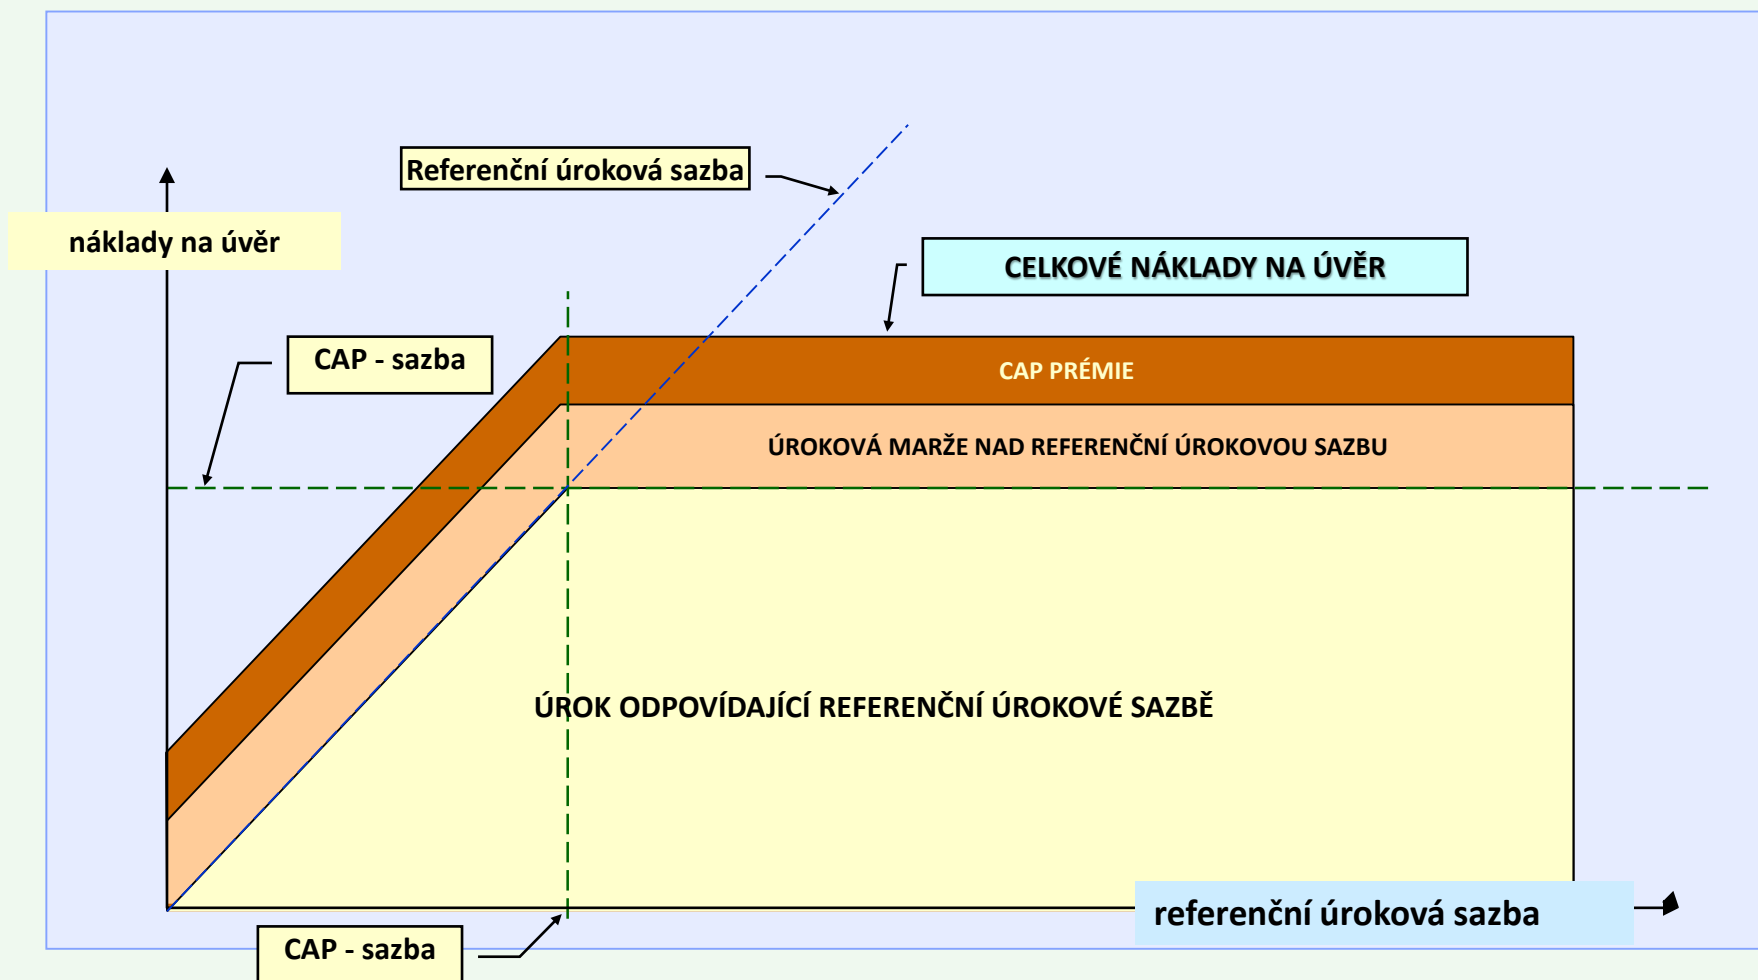 Referenční úroková sazba
náklady na úvěr
CELKOVÉ NÁKLADY NA ÚVĚR
CAP - sazba
CAP PRÉMIE
ÚROKOVÁ MARŽE NAD REFERENČNÍ ÚROKOVOU SAZBU
ÚROK ODPOVÍDAJÍCÍ REFERENČNÍ ÚROKOVÉ SAZBĚ
referenční úroková sazba
CAP - sazba